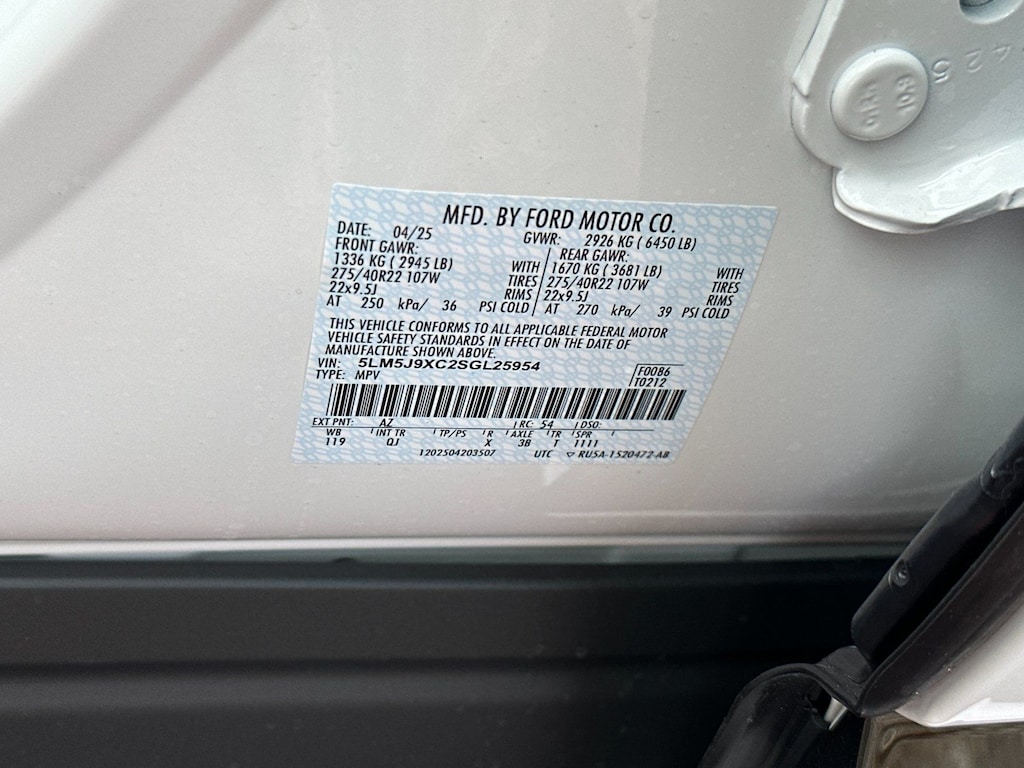 425
MFD. BY FORD MOTOR CO.
DATE: 04/25 GVWR: 2926 KG ( 6450 LB)
FRONT GAWR: REAR GAWR:
1336 KG ( 2945 LB) WITH 1670 KG ( 3681 LB) WITH
275/40R22 107W TIRES 275/40R22 107W TIRES
22x9.5J RIMS 22x9.5J RIMS
AT 250 kPa/ 36 PSI COLD AT 270 kPa/ 39 PSI COLD
THIS VEHICLE CONFORMS TO ALL APPLICABLE FEDERAL MOTOR
VEHICLE SAFETY STANDARDS IN EFFECT ON THE DATE OF
MANUFACTURE SHOWN ABOVE.
VIN: 5LM5J9XC2SGL25954 F0086
TYPE: MPV T0212
EXT PNT: AZ RC: 54 DSO:
WB INT TR TP/PS R AXLE TR SPR
119 QJ X 3B T 1111
1202504203507 UTC ▽ RU5A-1520472-AB